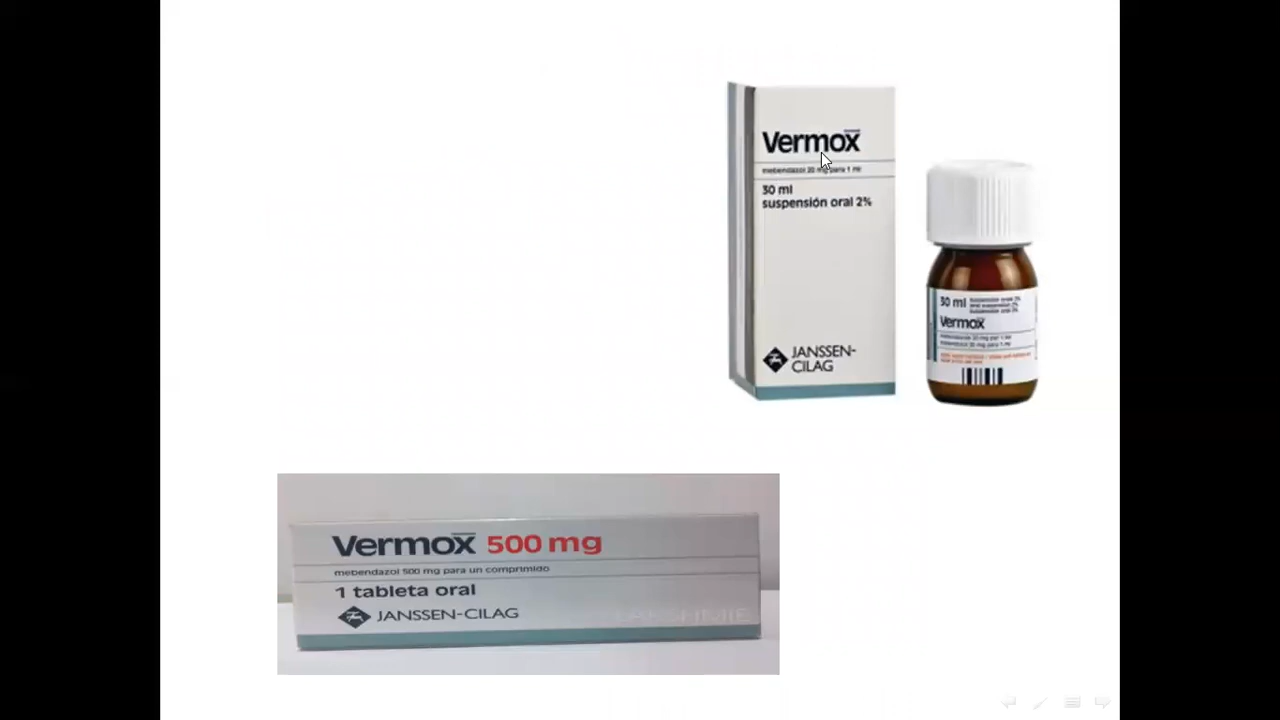 Vermox
mebendazol 20 mg para 1 ml
30 ml
suspensión oral 2%
JANSSEN-
CILAG
30 ml
Vermox
Vermox 500 mg
mebendazol 500 mg para un comprimido
1 tableta oral
JANSSEN-CILAG